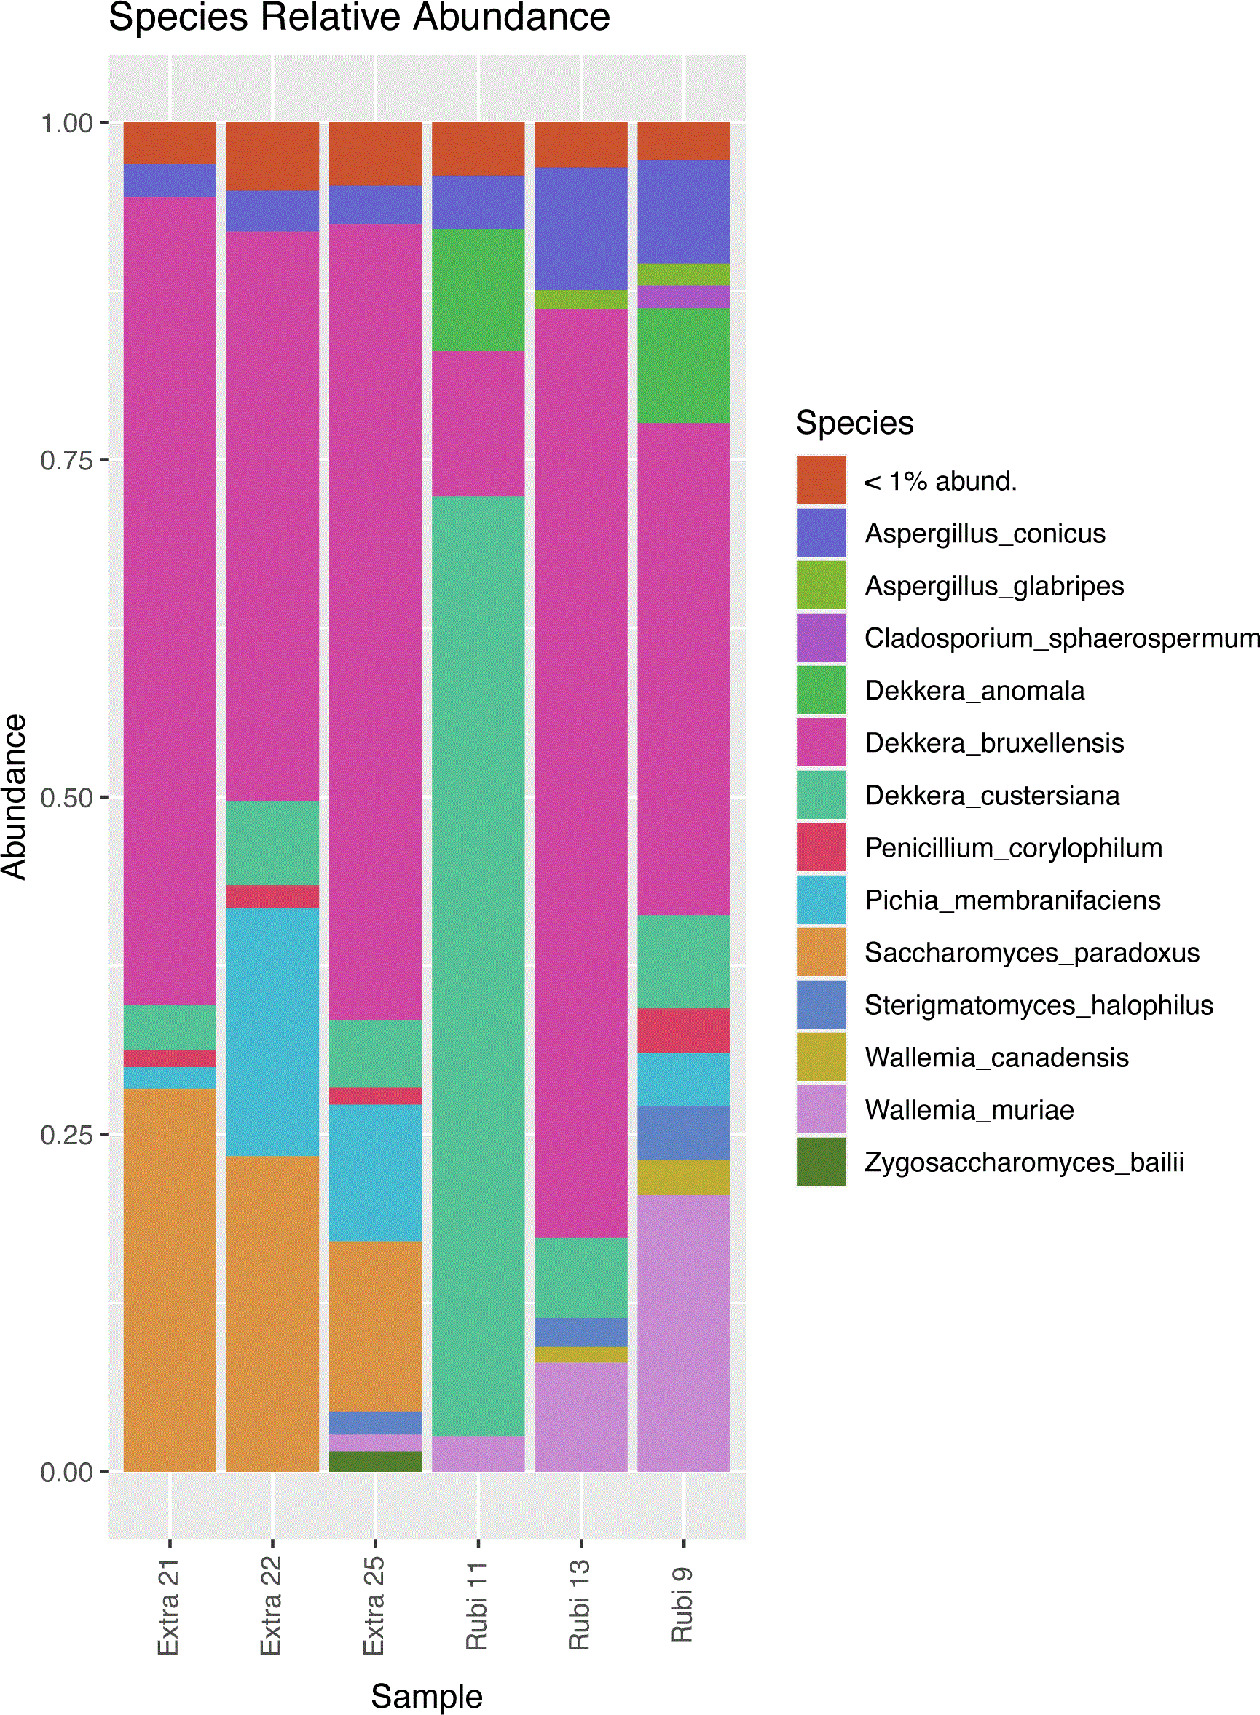 Species Relative Abundance
1.00
0.75
0.50
0.25
0.00
Abundance
Extra 21
Extra 22
Extra 25
Rubi 11
Rubi 13
Rubi 9
Sample
Species
< 1% abund.
Aspergillus_conicus
Aspergillus_glabripes
Cladosporium_sphaerospermum
Dekkera_anomala
Dekkera_bruxellensis
Dekkera_custersiana
Penicillium_corylophilum
Pichia_membranifaciens
Saccharomyces_paradoxus
Sterigmatomyces_halophilus
Wallemia_canadensis
Wallemia_muriae
Zygosaccharomyces_bailii